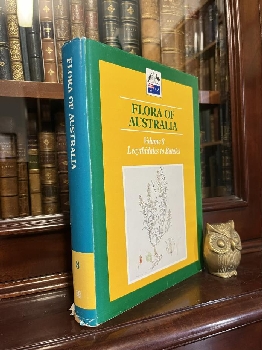 FLORA OF
AUSTRALIA
Volume 8
Lecythidales to Batales
FLORA OF AUSTRALIA
8